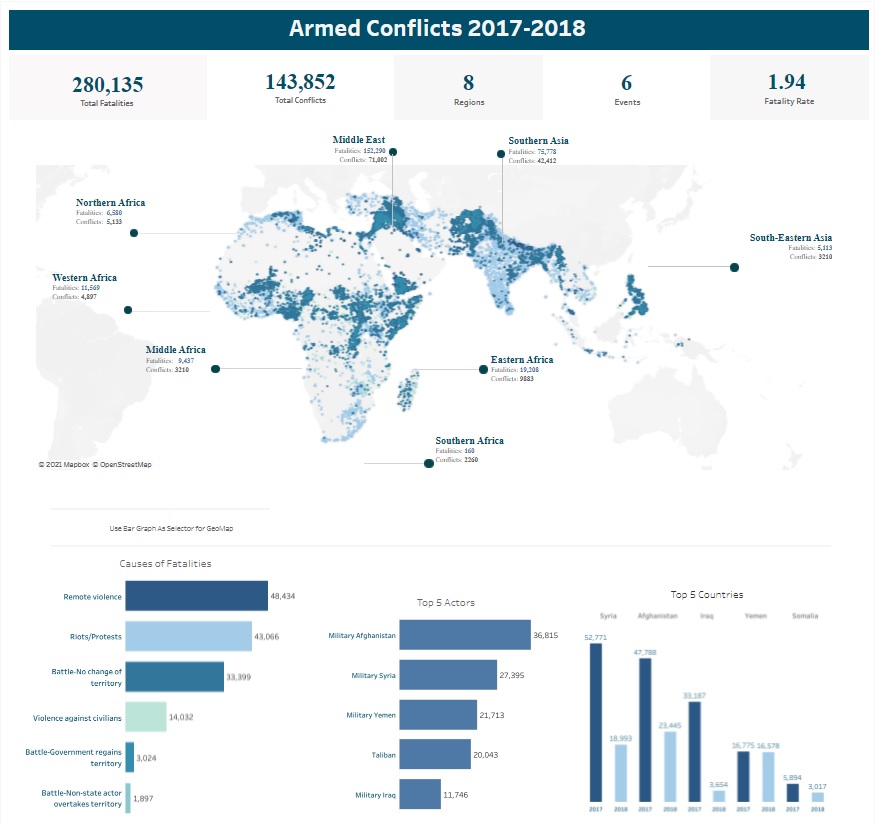 Armed Conflicts 2017-2018
280,135
Total Fatalities
143,852
Total Conflicts
8
Regions
6
Events
1.94
Fatality Rate
Middle East
Fatalities: 152,290
Conflicts: 71,002
Southern Asia
Fatalities: 75,778
Conflicts: 42,412
Northern Africa
Fatalities: 6,580
Conflicts: 5,133
South-Eastern Asia
Fatalities: 5,113
Conflicts: 3210
Western Africa
Fatalities: 11,569
Conflicts: 4,897
Middle Africa
Fatalities: 9,437
Conflicts: 3210
Eastern Africa
Fatalities: 19,208
Conflicts: 9883
Southern Africa
Fatalities: 160
Conflicts: 2260
© 2021 Mapbox © OpenStreetMap
Use Bar Graph As Selector for GeoMap
Causes of Fatalities
Remote violence
48,434
Riots/Protests
43,066
Battle-No change of
territory
33,399
Violence against civilians
14,032
Battle-Government regains
territory
3,024
Battle-Non-state actor
overtakes territory
1,897
Top 5 Actors
Military Afghanistan
36,815
Military Syria
27,395
Military Yemen
21,713
Taliban
20,043
Military Iraq
11,746
Top 5 Countries
Syria Afghanistan Iraq Yemen Somalia
52,771
18,993
47,788
23,445
33,187
3,654
16,775
16,578
5,894
3,017
2017 2018 2017 2018 2017 2018 2017 2018 2017 2018